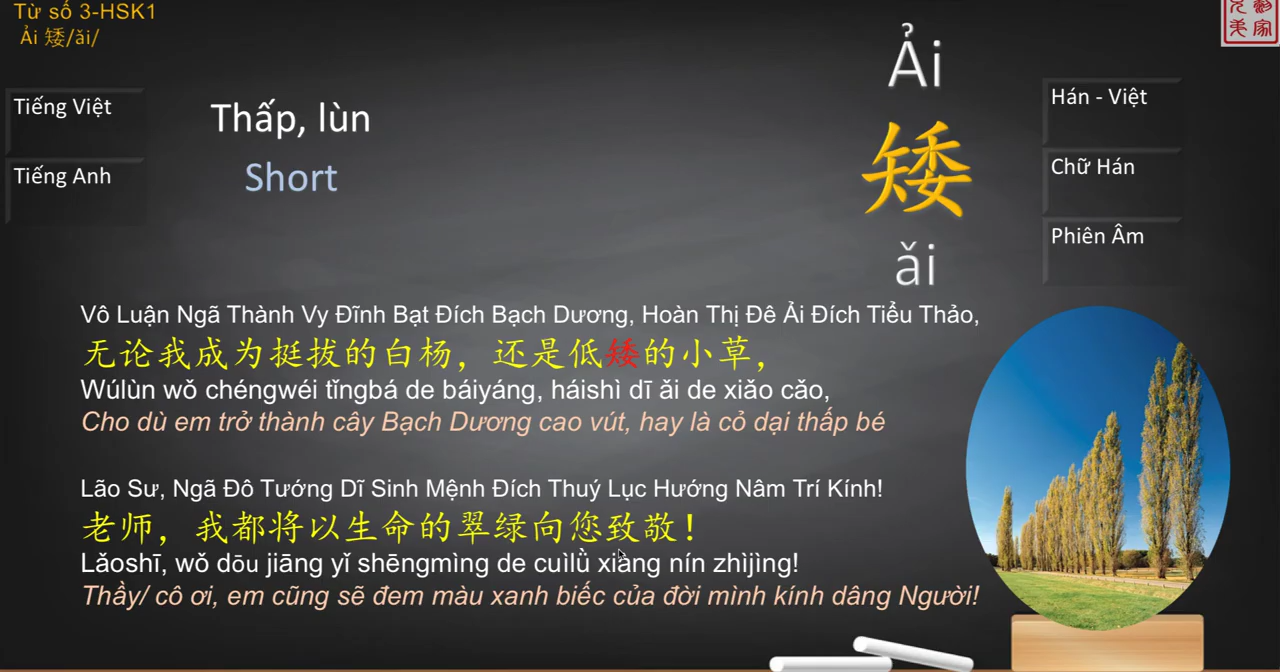 Từ số 3-HSK1
Ải 矮/ǎi/
Tiếng Việt
Thấp, lùn
Tiếng Anh
Short
Ải
Hán - Việt
矮
Chữ Hán
ǎi
Phiên Âm
Vô Luận Ngã Thành Vy Đĩnh Bạt Đích Bạch Dương, Hoàn Thị Đê Ải Đích Tiểu Thảo,
无论我成为挺拔的白杨，还是低矮的小草，
Wúlùn wǒ chéngwéi tǐngbá de báiyáng, háishì dī ǎi de xiǎo cǎo,
Cho dù em trở thành cây Bạch Dương cao vút, hay là cỏ dại thấp bé
Lão Sư, Ngã Đô Tướng Dĩ Sinh Mệnh Đích Thuý Lục Hướng Nâm Trí Kính!
老师，我都将以生命的翠绿向您致敬！
Lǎoshī, wǒ dōu jiāng yǐ shēngmìng de cuìlǜ xiàng nín zhìjìng!
Thầy/ cô ơi, em cũng sẽ đem màu xanh biếc của đời mình kính dâng Người!